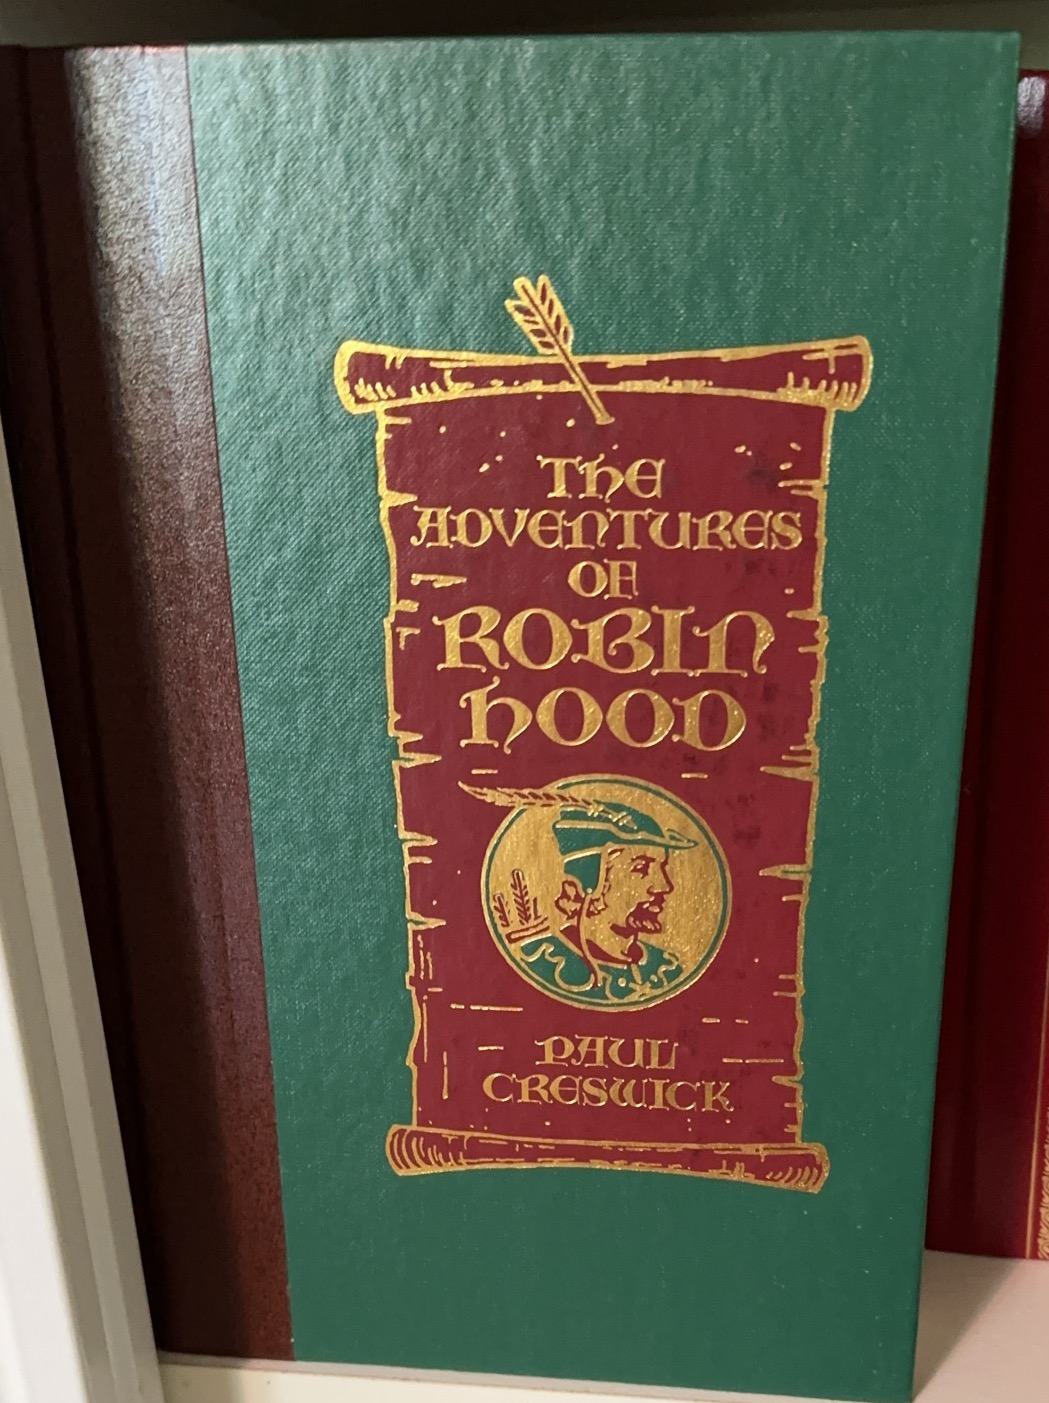 THE
ADVENTURES
OF
ROBIN
HOOD
PAUL
CRESWICK